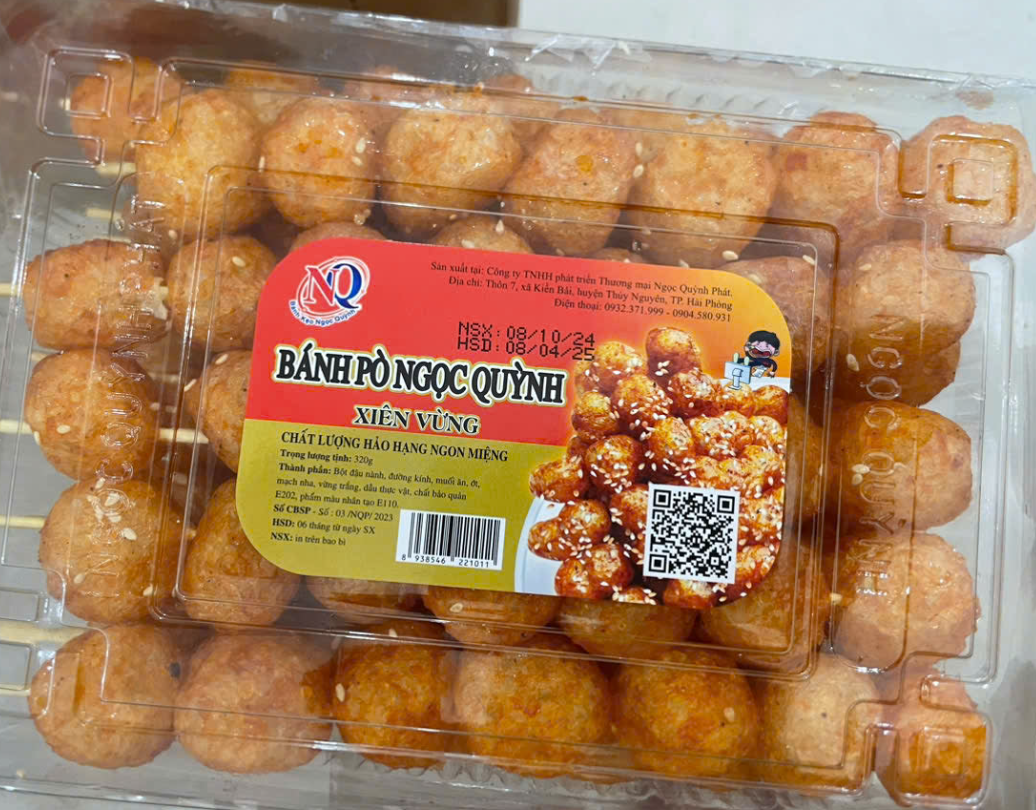 NQ
Bánh Kẹo Ngọc Quỳnh
Sản xuất tại: Công ty TNHH phát triển Thương mại Ngọc Quỳnh Phát.
Địa chỉ: Thôn 7, xã Kiền Bái, huyện Thủy Nguyên, TP. Hải Phòng
Điện thoại: 0932.371.999 - 0904.580.931
NSX: 08/10/24
HSD: 08/04/25
BÁNH PÒ NGỌC QUỲNH
XIÊN VỪNG
CHẤT LƯỢNG HẢO HẠNG NGON MIỆNG
Trọng lượng tịnh: 320g
Thành phần: Bột đậu nành, đường kính, muối ăn, ớt,
mạch nha, vừng trắng, dầu thực vật, chất bảo quản
E202, phẩm màu nhân tạo E110.
Số CBSP - Số : 03 /NQP/ 2023
HSD: 06 tháng từ ngày SX
NSX: in trên bao bì
8 938546 221011